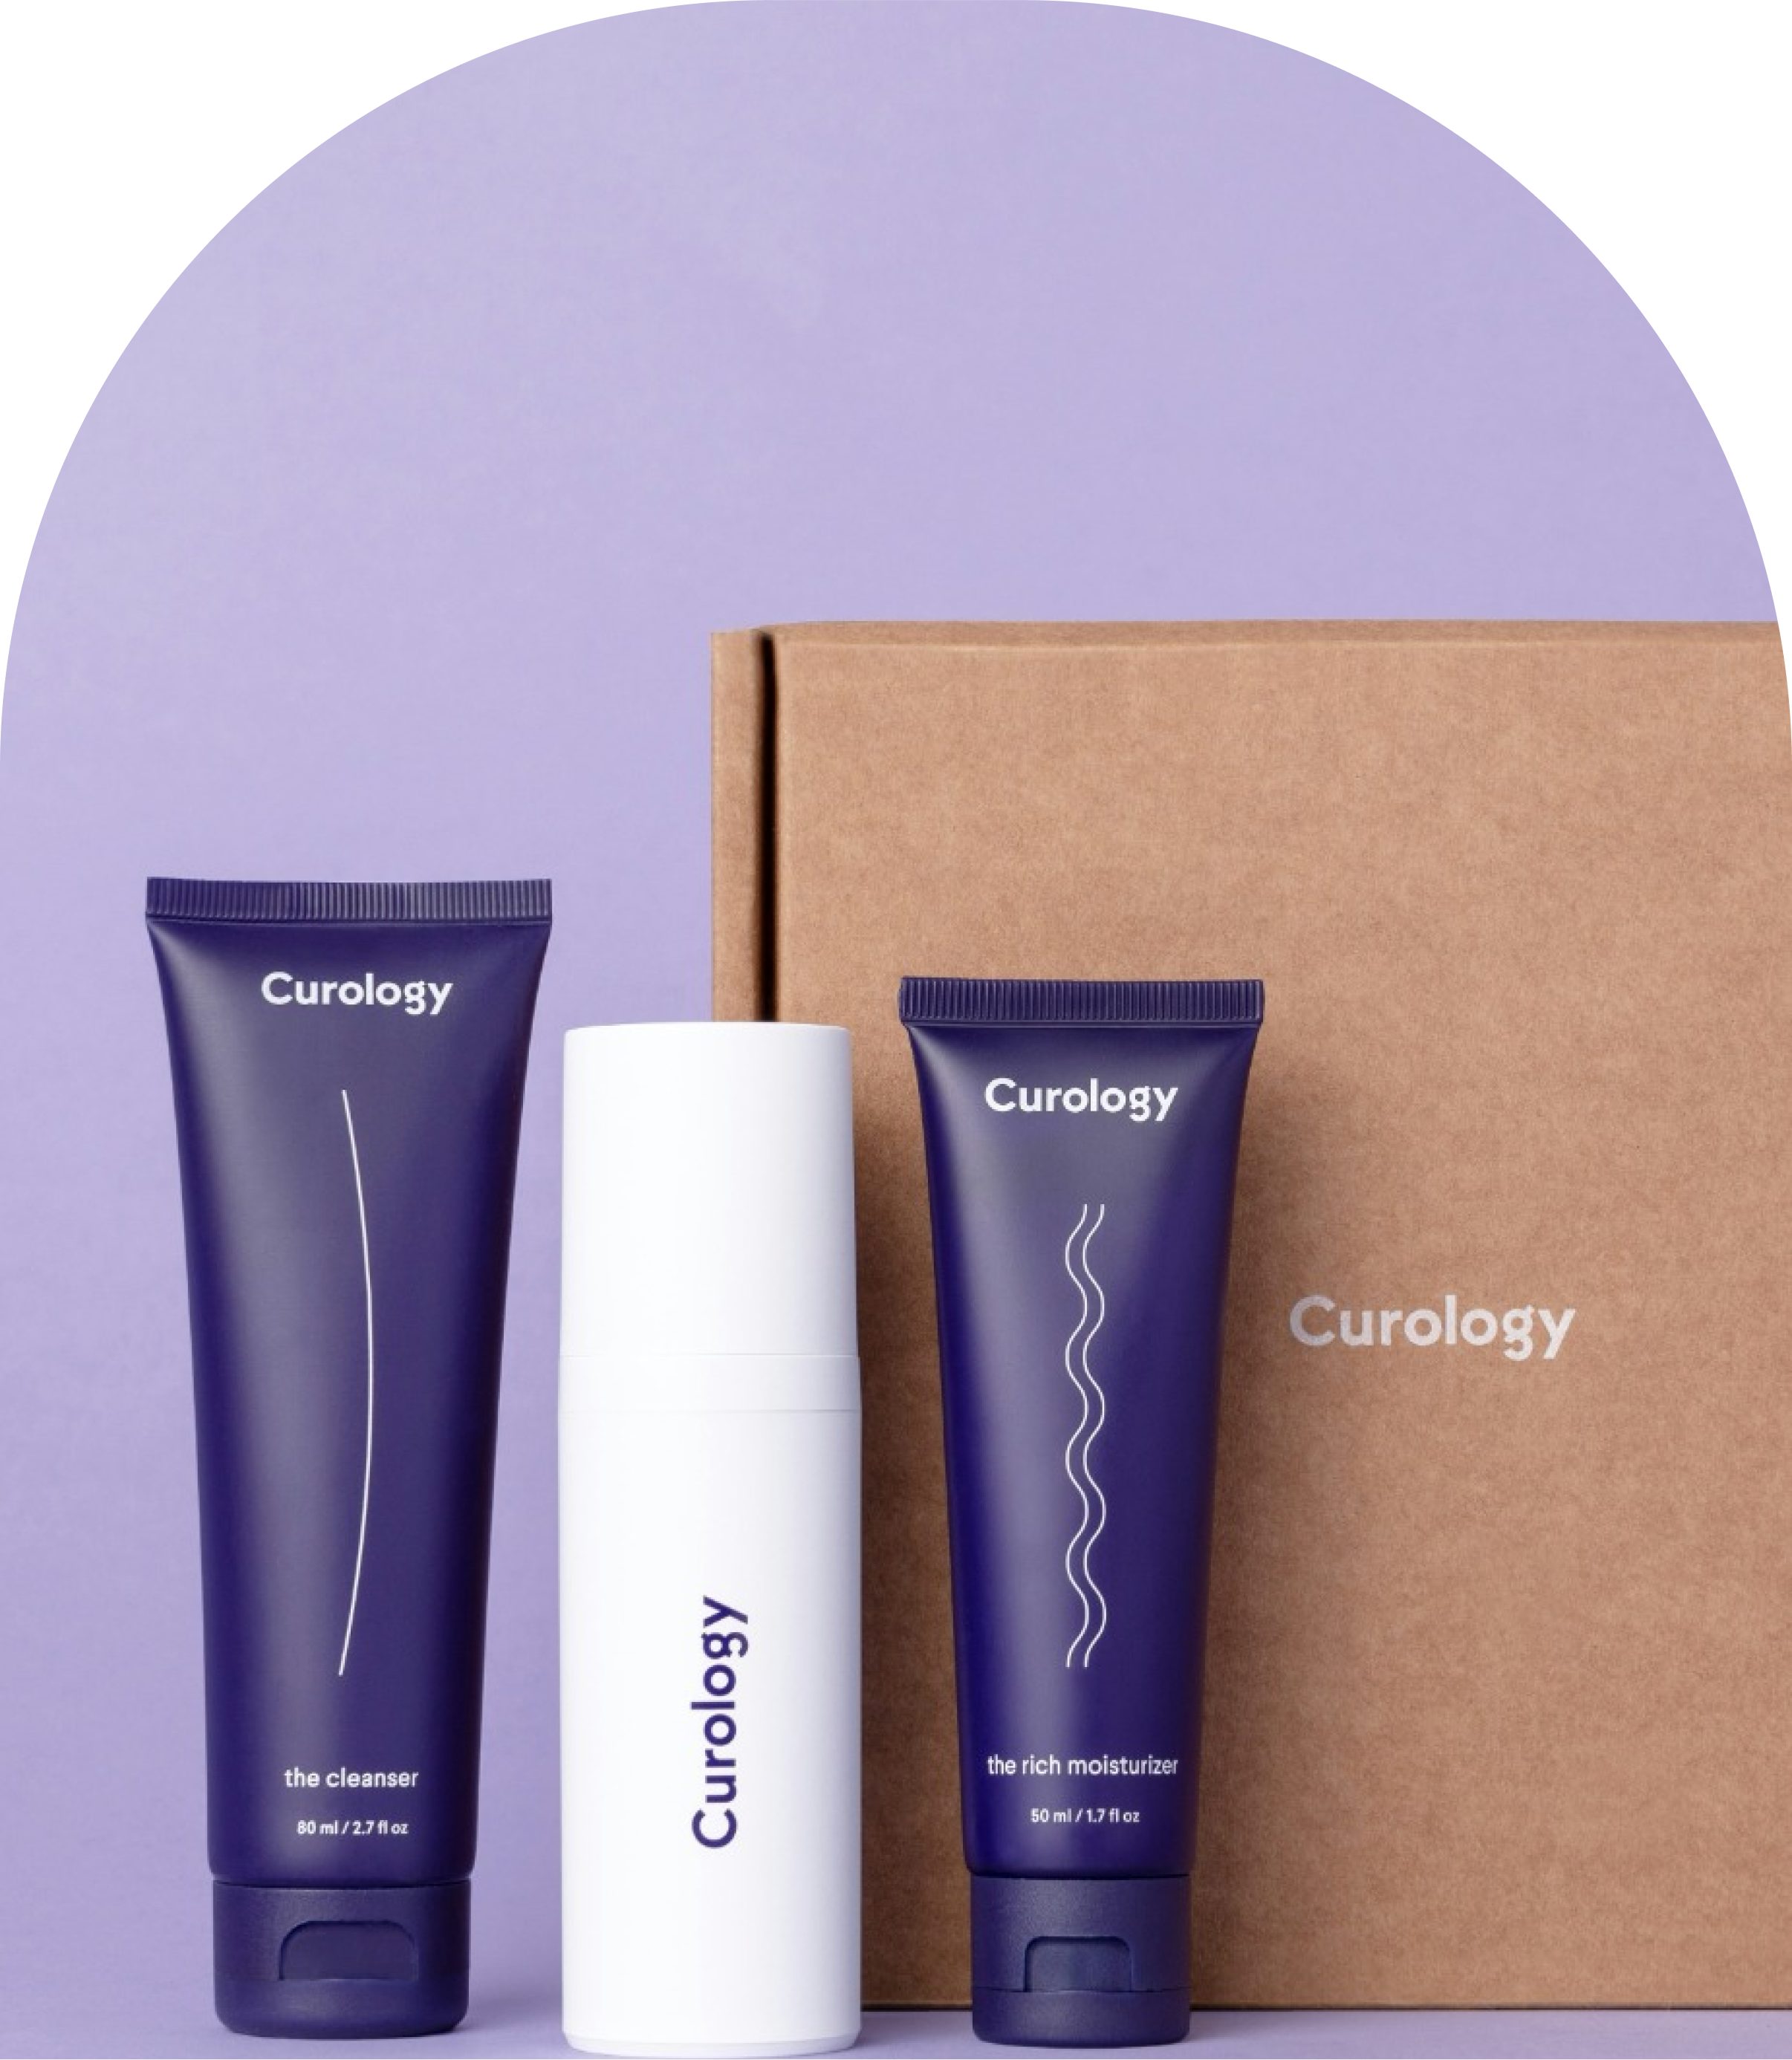 Curology
the cleanser
80 ml / 2.7 fl oz
Curology
Curology
the rich moisturizer
50 ml / 1.7 fl oz
Curology